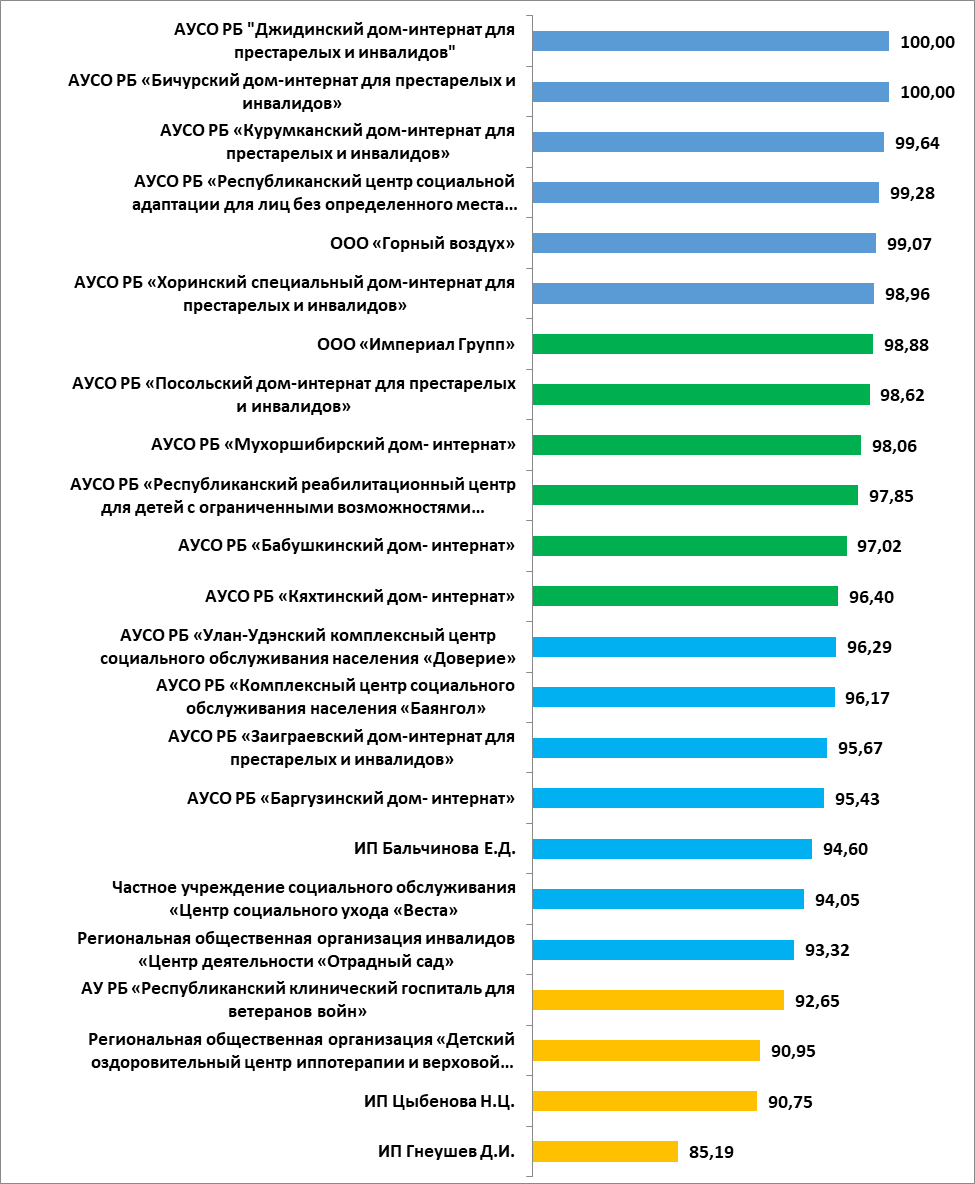 АУСО РБ "Джидинский дом-интернат для
престарелых и инвалидов"
100,00
АУСО РБ «Бичурский дом-интернат для престарелых и
инвалидов»
100,00
АУСО РБ «Курумканский дом-интернат для
престарелых и инвалидов»
99,64
АУСО РБ «Республиканский центр социальной
адаптации для лиц без определенного места...
99,28
ООО «Горный воздух»
99,07
АУСО РБ «Хоринский специальный дом-интернат для
престарелых и инвалидов»
98,96
ООО «Империал Групп»
98,88
АУСО РБ «Посольский дом-интернат для престарелых
и инвалидов»
98,62
АУСО РБ «Мухоршибирский дом- интернат»
98,06
АУСО РБ «Республиканский реабилитационный центр
для детей с ограниченными возможностями...
97,85
АУСО РБ «Бабушкинский дом- интернат»
97,02
АУСО РБ «Кяхтинский дом- интернат»
96,40
АУСО РБ «Улан-Удэнский комплексный центр
социального обслуживания населения «Доверие»
96,29
АУСО РБ «Комплексный центр социального
обслуживания населения «Баянгол»
96,17
АУСО РБ «Заиграевский дом-интернат для
престарелых и инвалидов»
95,67
АУСО РБ «Баргузинский дом- интернат»
95,43
ИП Бальчинова Е.Д.
94,60
Частное учреждение социального обслуживания
«Центр социального ухода «Веста»
94,05
Региональная общественная организация инвалидов
«Центр деятельности «Отрадный сад»
93,32
АУ РБ «Республиканский клинический госпиталь для
ветеранов войн»
92,65
Региональная общественная организация «Детский
оздоровительный центр иппотерапии и верховой...
90,95
ИП Цыбенова Н.Ц.
90,75
ИП Гнеушев Д.И.
85,19